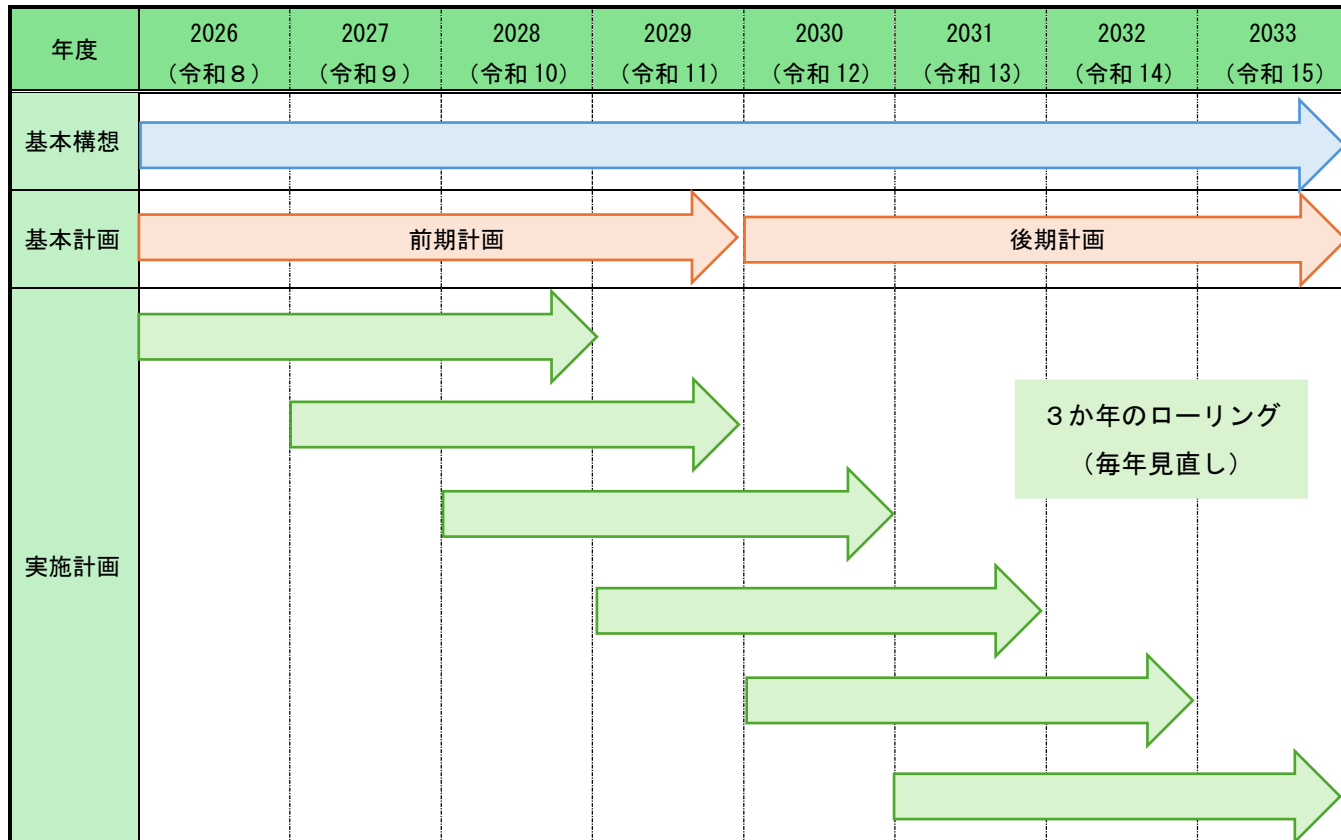 年度
2026
（令和８）
2027
（令和９）
2028
（令和 10）
2029
（令和 11）
2030
（令和 12）
2031
（令和 13）
2032
（令和 14）
2033
（令和 15）
基本構想
基本計画
前期計画
後期計画
実施計画
３か年のローリング
（毎年見直し）